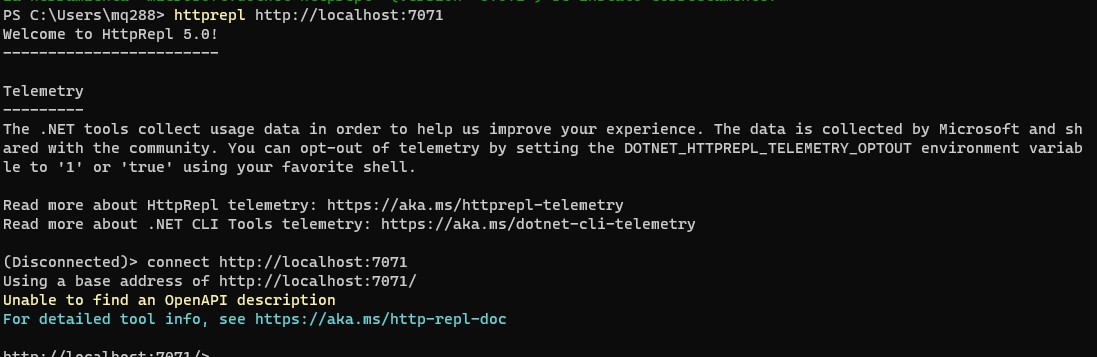 PS C:\Users\mq288> httprepl http://localhost:7071
Welcome to HttpRepl 5.0!
------------------------
Telemetry
---------
The .NET tools collect usage data in order to help us improve your experience. The data is collected by Microsoft and sh
ared with the community. You can opt-out of telemetry by setting the DOTNET_HTTPREPL_TELEMETRY_OPTOUT environment variab
le to '1' or 'true' using your favorite shell.
Read more about HttpRepl telemetry: https://aka.ms/httprepl-telemetry
Read more about .NET CLI Tools telemetry: https://aka.ms/dotnet-cli-telemetry
(Disconnected)> connect http://localhost:7071
Using a base address of http://localhost:7071/
Unable to find an OpenAPI description
For detailed tool info, see https://aka.ms/http-repl-doc
http://localhost:7071/>